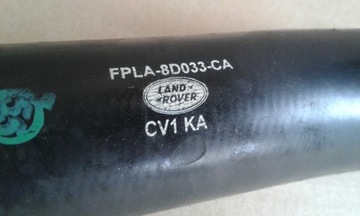 FPLA-8D033-CA
LAND
ROVER
CV1 KA